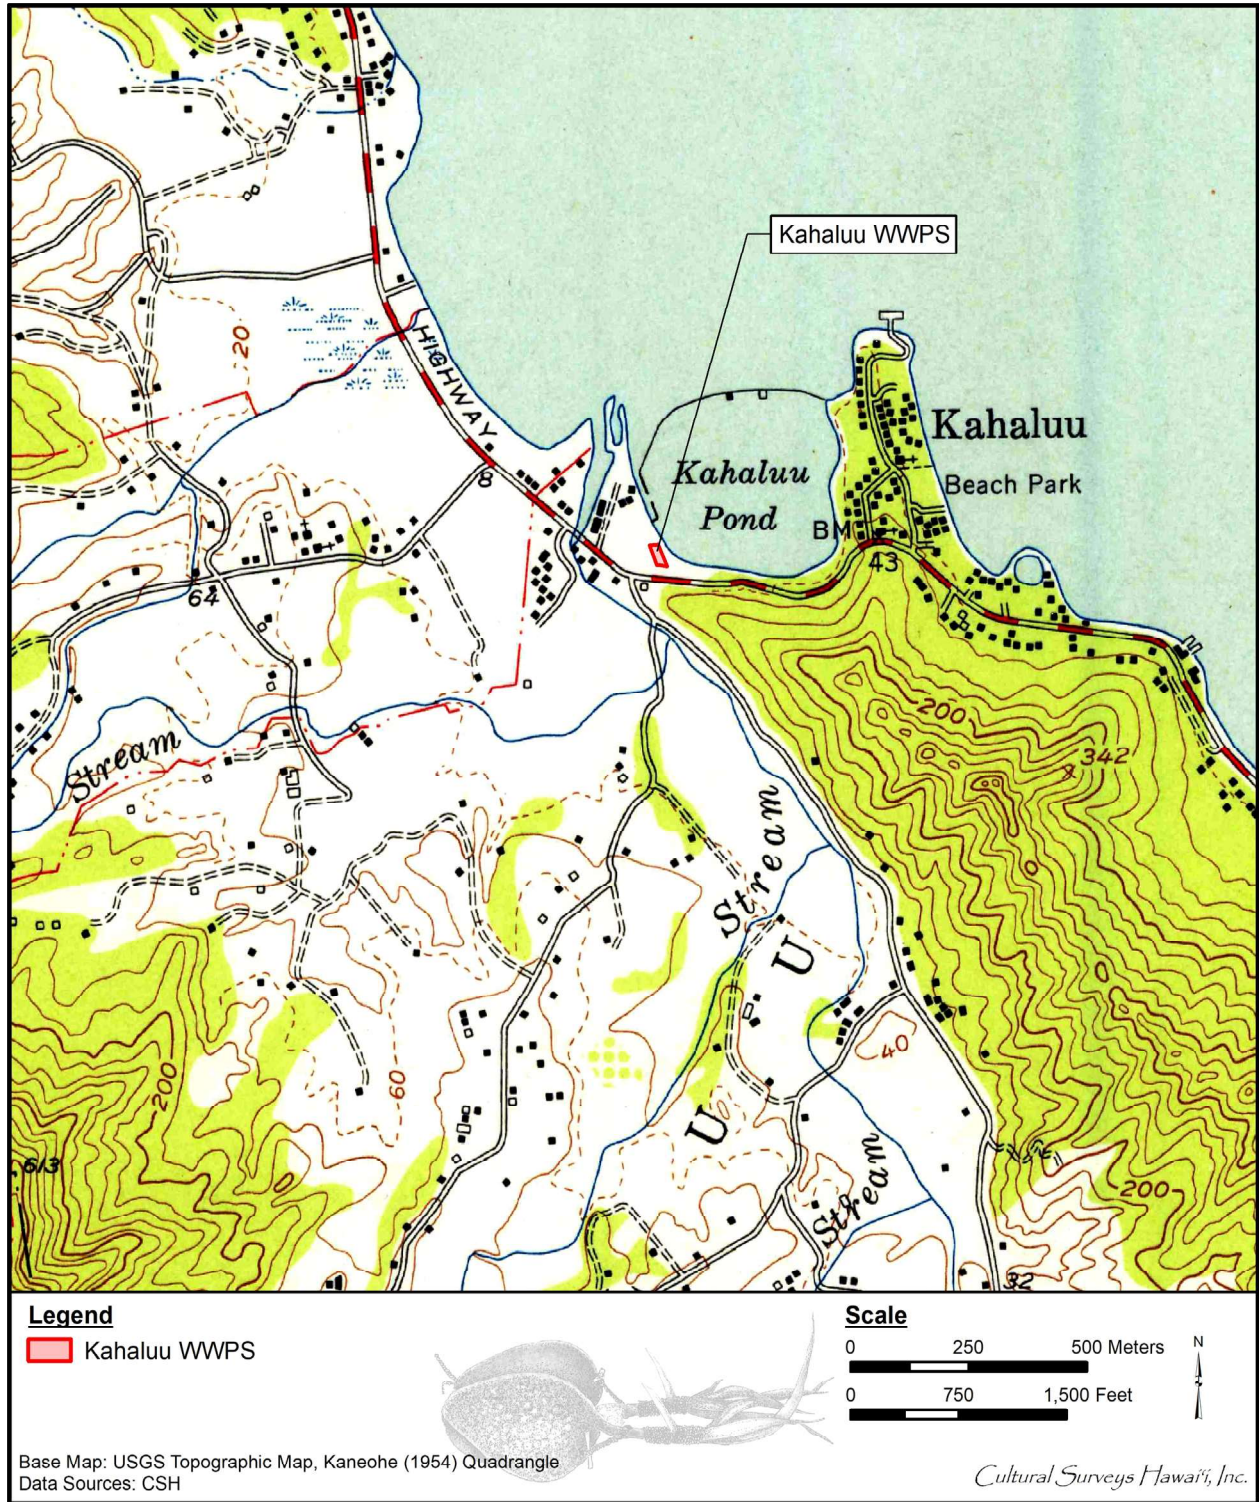 Kahaluu WWPS
20
HIGHWAY
8
Kahaluu
Beach Park
Kahaluu
Pond
BM
43
64
200
342
Stream
Stream
U
60
40
200
U
613
Stream
200
32
Legend
Kahaluu WWPS
Scale
0 250 500 Meters
0 750 1,500 Feet
N
Base Map: USGS Topographic Map, Kaneohe (1954) Quadrangle
Data Sources: CSH
Cultural Surveys Hawai‘i, Inc.